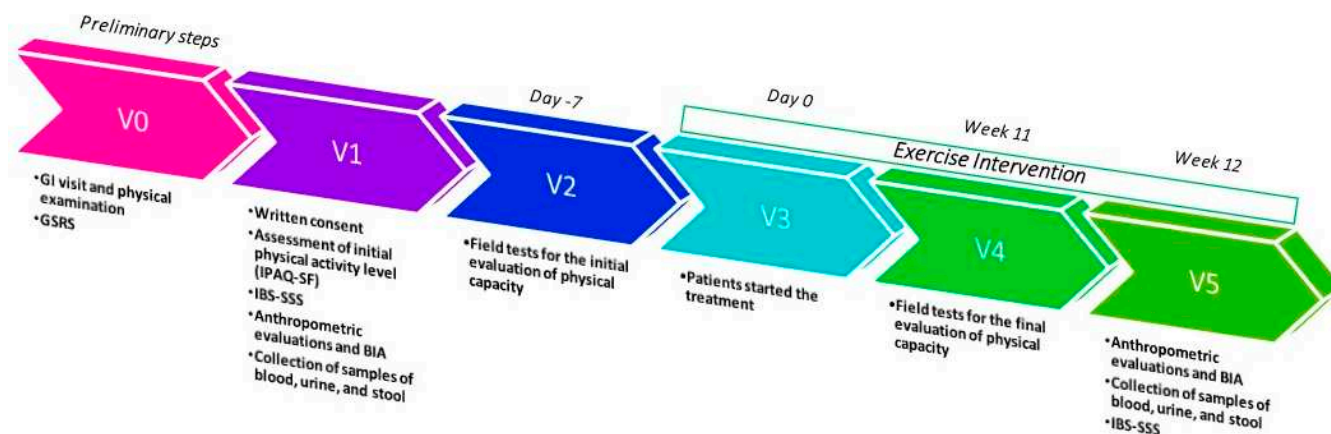 Preliminary steps
V0
•GI visit and physical
examination
•GSRS
V1
•Written consent
•Assessment of initial
physical activity level
(IPAQ-SF)
•IBS-SSS
•Anthropometric
evaluations and BIA
•Collection of samples of
blood, urine, and stool
Day -7
V2
•Field tests for the initial
evaluation of physical
capacity
Day 0
Week 11
Week 12
Exercise Intervention
V3
•Patients started the
treatment
V4
•Field tests for the final
evaluation of physical
capacity
V5
•Anthropometric
evaluations and BIA
•Collection of samples of
blood, urine, and stool
•IBS-SSS